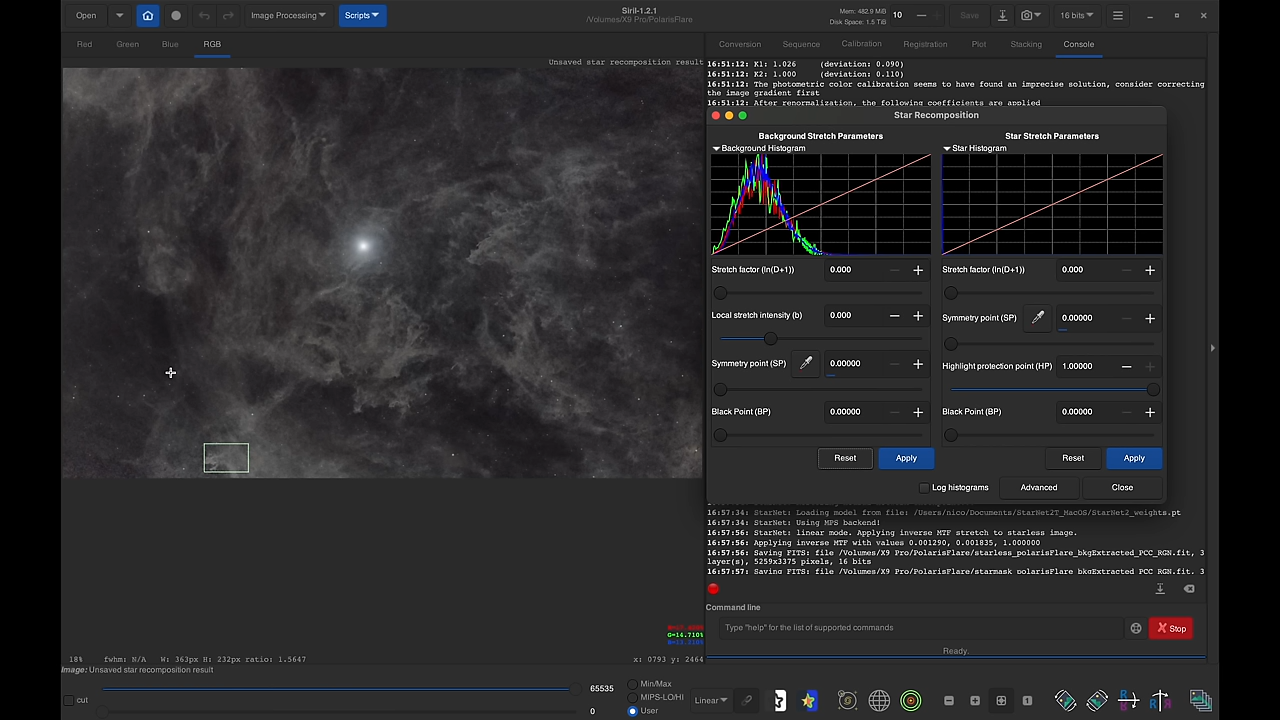 Open
Image Processing
Scripts
Siril-1.2.1
/Volumes/X9 Pro/PolarisFlare
Mem: 482.9 MiB
Disk Space: 1.5 TiB
10
Save
16 bits
Red Green Blue RGB
Conversion Sequence Calibration Registration Plot Stacking Console
Unsaved star recomposition result
16:51:12: K1: 1.026 (deviation: 0.090)
16:51:12: K2: 1.000 (deviation: 0.110)
16:51:12: The photometric color calibration seems to have found an imprecise solution, consider correcting
the image gradient first
16:51:12: After renormalization, the following coefficients are applied
Star Recomposition
Background Stretch Parameters
Star Stretch Parameters
Background Histogram
Star Histogram
Stretch factor (ln(D+1)) 0.000
Stretch factor (ln(D+1)) 0.000
Local stretch intensity (b) 0.000
Symmetry point (SP) 0.00000
Symmetry point (SP) 0.00000
Highlight protection point (HP) 1.00000
Black Point (BP) 0.00000
Black Point (BP) 0.00000
Reset Apply
Reset Apply
Log histograms Advanced Close
16:57:34: StarNet: Loading model from file: /Users/nico/Documents/StarNet2T_MacOS/StarNet2_weights.pt
16:57:34: StarNet: Using MPS backend!
16:57:56: StarNet: linear mode. Applying inverse MTF stretch to starless image.
16:57:56: Applying inverse MTF with values 0.001290, 0.001835, 1.000000
16:57:56: Saving FITS: file /Volumes/X9 Pro/PolarisFlare/starless_polarisFlare_bkgExtracted_PCC_RGN.fit, 3
layer(s), 5259x3375 pixels, 16 bits
16:57:57: Saving FITS: file /Volumes/X9 Pro/PolarisFlare/starmask_polarisFlare_bkgExtracted_PCC_RGN.fit, 3
Command line
Type "help" for the list of supported commands
Stop
Ready.
G=14.710%
18% fwhm: N/A W: 363px H: 232px ratio: 1.5647
x: 0793 y: 2464
Image: Unsaved star recomposition result
cut
65535
0
Min/Max
MIPS-LO/HI
User
Linear